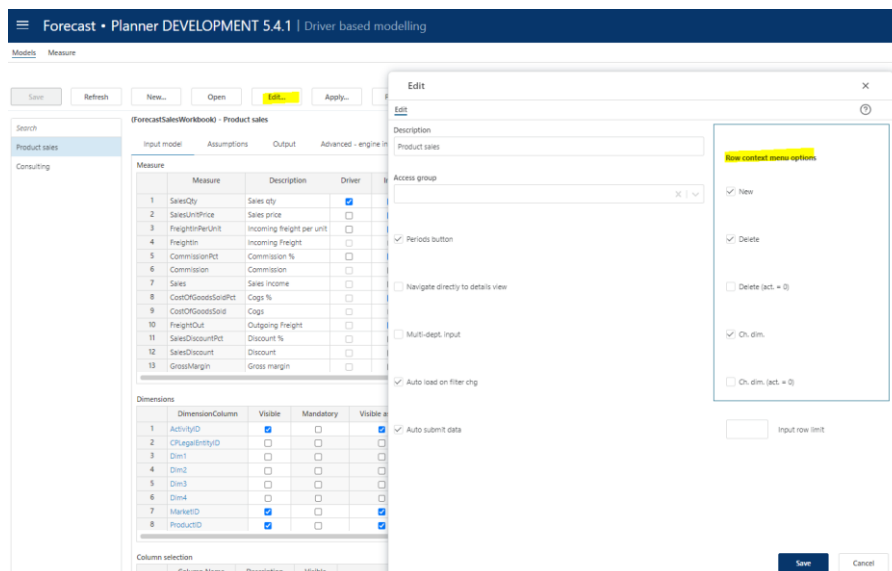 Forecast • Planner DEVELOPMENT 5.4.1 | Driver based modelling
Models Measure
Save Refresh New... Open Edit... Apply...
Search
Product sales
Consulting
(ForecastSalesWorkbook) - Product sales
Input model Assumptions Output Advanced - engine in
Measure
Measure Description Driver
1 SalesQty Sales qty
2 SalesUnitPrice Sales price
3 FreightInPerUnit Incoming freight per unit
4 FreightIn Incoming Freight
5 CommissionPct Commission %
6 Commission Commission
7 Sales Sales income
8 CostOfGoodsSoldPct Cogs %
9 CostOfGoodsSold Cogs
10 FreightOut Outgoing Freight
11 SalesDiscountPct Discount %
12 SalesDiscount Discount
13 GrossMargin Gross margin
Dimensions
DimensionColumn Visible Mandatory Visible as
1 ActivityID
2 CPLegalEntityID
3 Dim1
4 Dim2
5 Dim3
6 Dim4
7 MarketID
8 ProductID
Column selection
Column Name Description Visible
Edit
Edit
Description
Product sales
Access group
Periods button
Navigate directly to details view
Multi-dept. input
Auto load on filter chg
Auto submit data
Row context menu options
New
Delete
Delete (act. = 0)
Ch. dim.
Ch. dim. (act. = 0)
Input row limit
Save Cancel